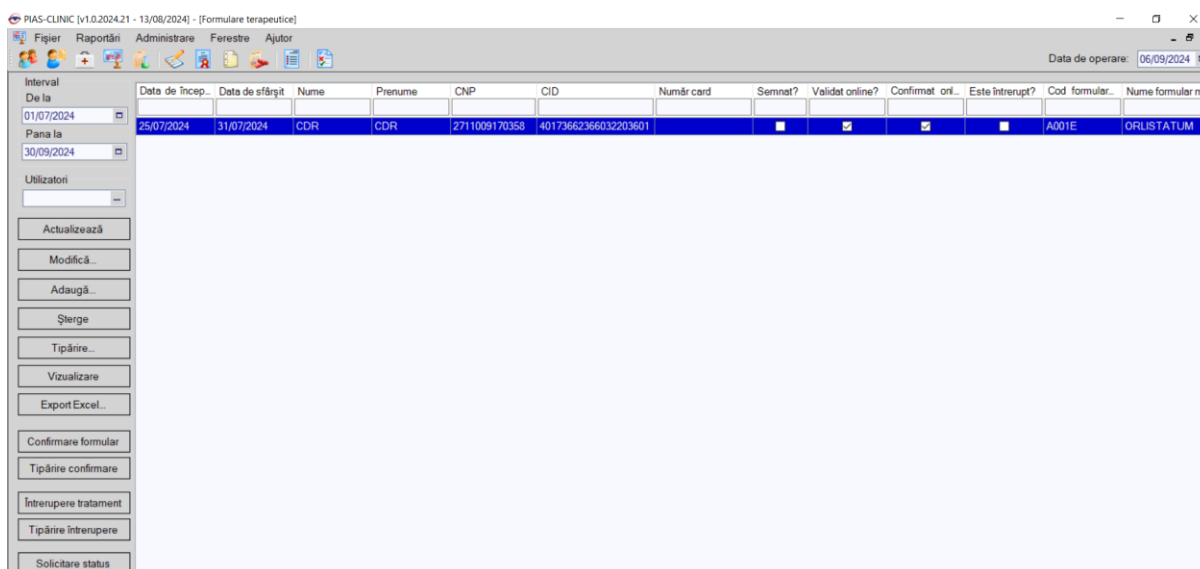 PIAS-CLINIC [v1.0.2024.21 - 13/08/2024] - [Formulare terapeutice]
Fișier Raportări Administrare Ferestre Ajutor
Data de operare: 06/09/2024
Interval
De la
01/07/2024
Pana la
30/09/2024
Utilizatori
Actualizează
Modifică...
Adaugă...
Șterge
Tipărire...
Vizualizare
Export Excel...
Confirmare formular
Tipărire confirmare
Întrerupere tratament
Tipărire întrerupere
Solicitare status
Data de încep... Data de sfârșit Nume Prenume CNP CID Număr card Semnat? Validat online? Confirmat onl... Este întrerupt? Cod formular... Nume formular
25/07/2024 31/07/2024 CDR CDR 2711009170358 40173662366032203601 A001E ORLISTATUM